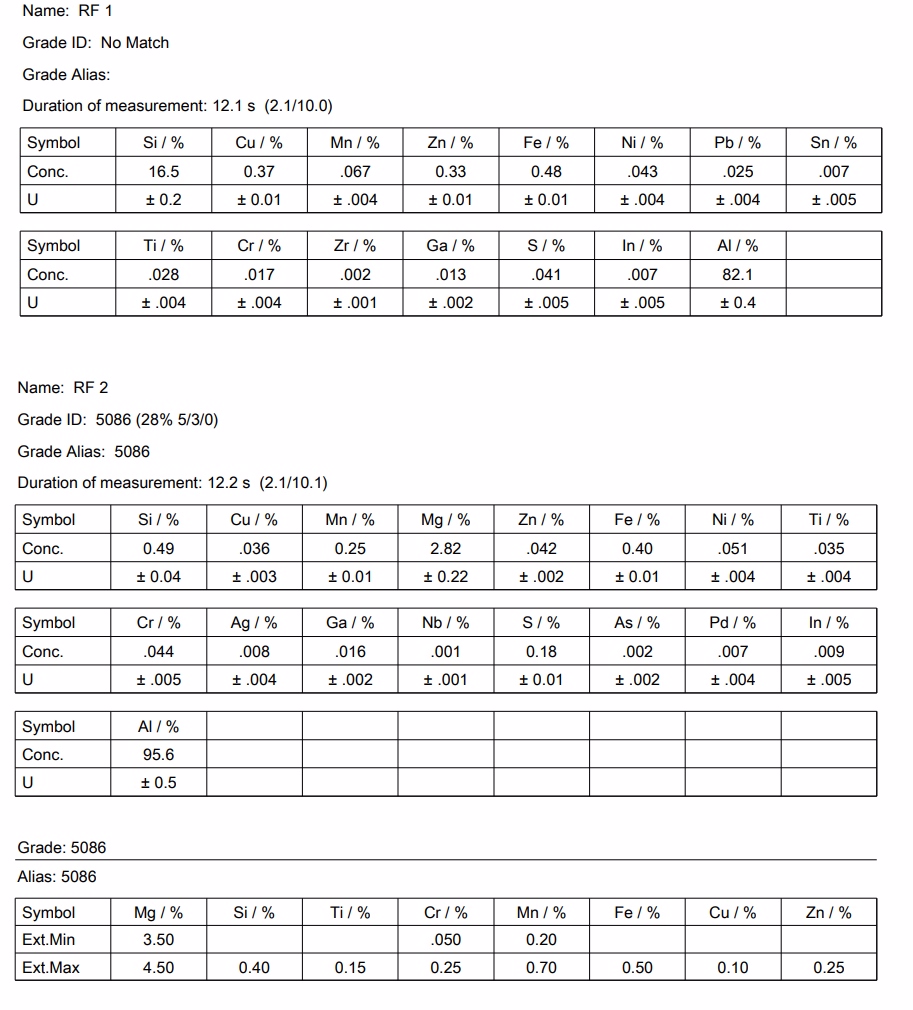 Name: RF 1
Grade ID: No Match
Grade Alias:
Duration of measurement: 12.1 s (2.1/10.0)
Symbol Si / % Cu / % Mn / % Zn / % Fe / % Ni / % Pb / % Sn / %
Conc. 16.5 0.37 .067 0.33 0.48 .043 .025 .007
U ± 0.2 ± 0.01 ± .004 ± 0.01 ± 0.01 ± .004 ± .004 ± .005
Symbol Ti / % Cr / % Zr / % Ga / % S / % In / % Al / %
Conc. .028 .017 .002 .013 .041 .007 82.1
U ± .004 ± .004 ± .001 ± .002 ± .005 ± .005 ± 0.4
Name: RF 2
Grade ID: 5086 (28% 5/3/0)
Grade Alias: 5086
Duration of measurement: 12.2 s (2.1/10.1)
Symbol Si / % Cu / % Mn / % Mg / % Zn / % Fe / % Ni / % Ti / %
Conc. 0.49 .036 0.25 2.82 .042 0.40 .051 .035
U ± 0.04 ± .003 ± 0.01 ± 0.22 ± .002 ± 0.01 ± .004 ± .004
Symbol Cr / % Ag / % Ga / % Nb / % S / % As / % Pd / % In / %
Conc. .044 .008 .016 .001 0.18 .002 .007 .009
U ± .005 ± .004 ± .002 ± .001 ± 0.01 ± .002 ± .004 ± .005
Symbol Al / %
Conc. 95.6
U ± 0.5
Grade: 5086
Alias: 5086
Symbol Mg / % Si / % Ti / % Cr / % Mn / % Fe / % Cu / % Zn / %
Ext.Min 3.50 .050 0.20
Ext.Max 4.50 0.40 0.15 0.25 0.70 0.50 0.10 0.25